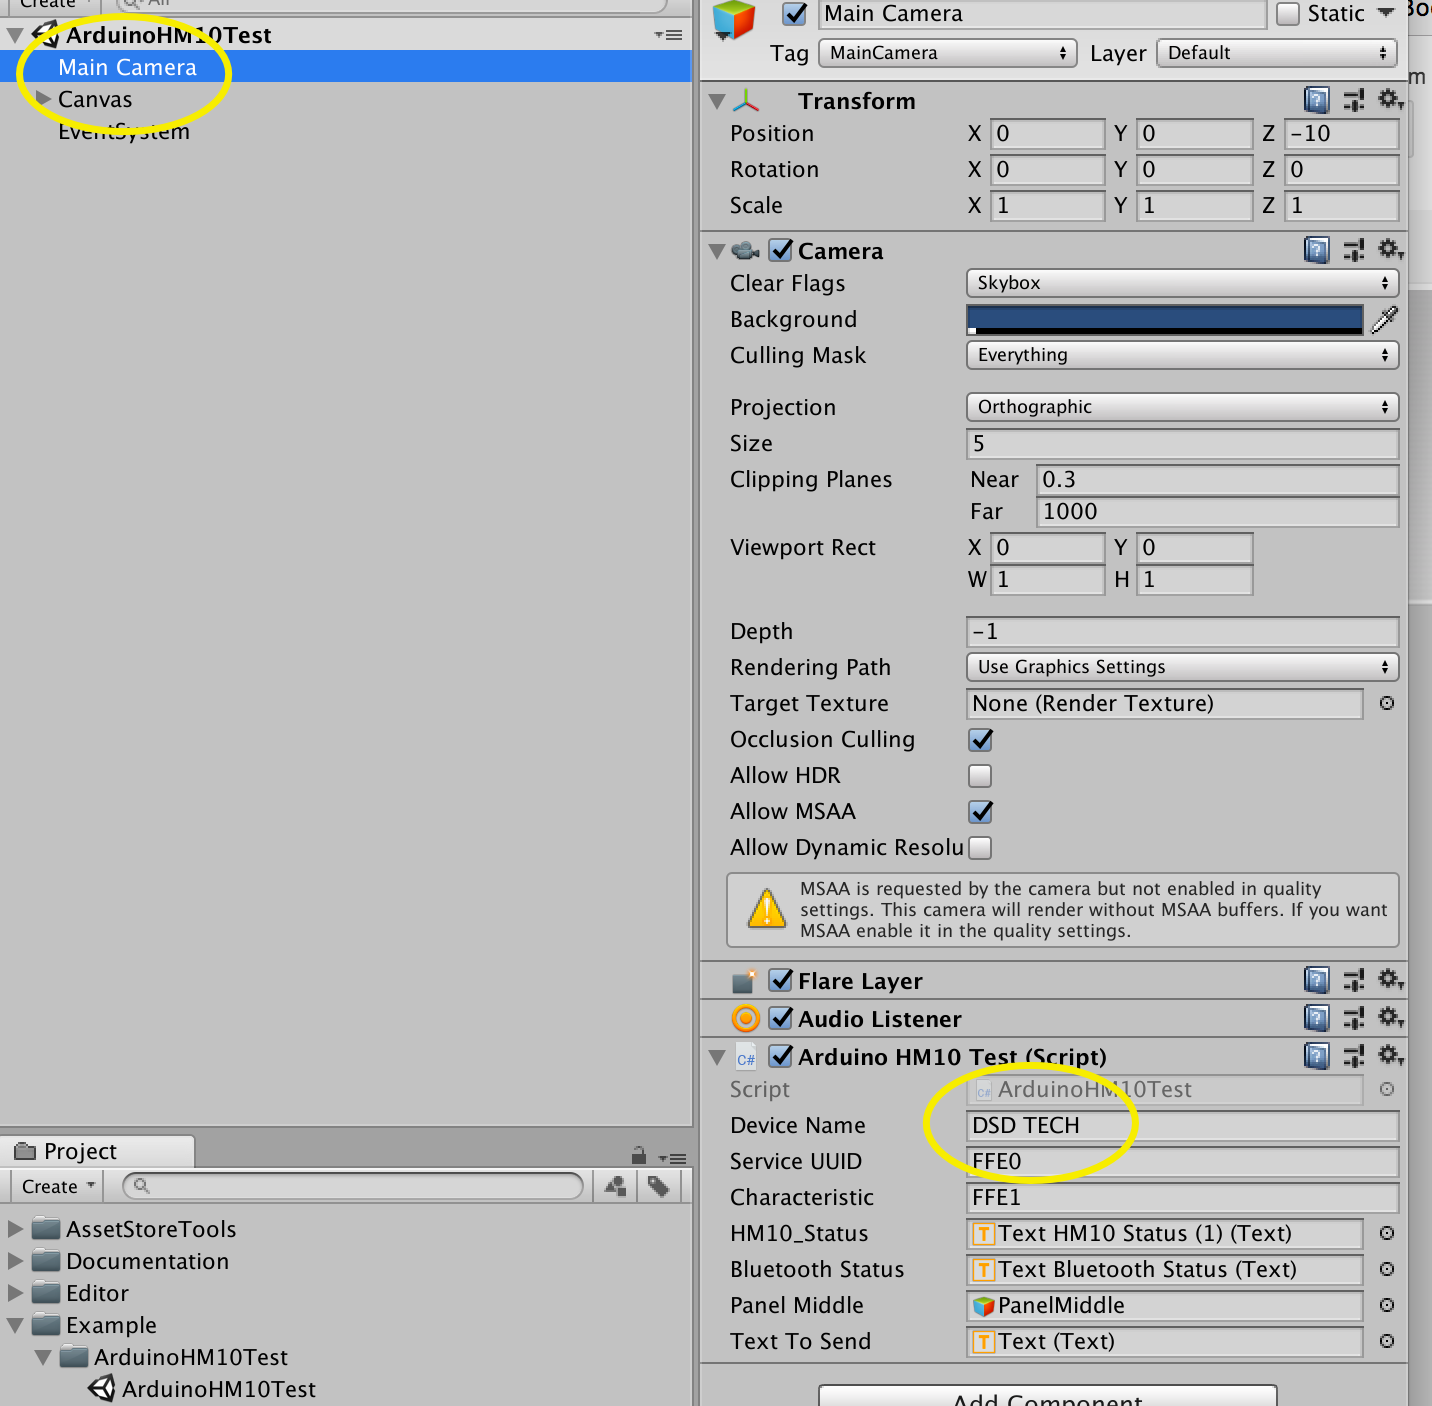 Create
All
ArduinoHM10Test
Main Camera
Canvas
EventSystem
Main Camera
Static
Tag MainCamera Layer Default
Transform
Position X 0 Y 0 Z -10
Rotation X 0 Y 0 Z 0
Scale X 1 Y 1 Z 1
Camera
Clear Flags Skybox
Background
Culling Mask Everything
Projection Orthographic
Size 5
Clipping Planes Near 0.3
Far 1000
Viewport Rect X 0 Y 0
W 1 H 1
Depth -1
Rendering Path Use Graphics Settings
Target Texture None (Render Texture)
Occlusion Culling
Allow HDR
Allow MSAA
Allow Dynamic Resolu
MSAA is requested by the camera but not enabled in quality
settings. This camera will render without MSAA buffers. If you want
MSAA enable it in the quality settings.
Flare Layer
Audio Listener
C# Arduino HM10 Test (Script)
Script ArduinoHM10Test
Device Name DSD TECH
Service UUID FFE0
Characteristic FFE1
HM10_Status Text HM10 Status (1) (Text)
Bluetooth Status Text Bluetooth Status (Text)
Panel Middle PanelMiddle
Text To Send Text (Text)
Add Component
Project
Create
AssetStoreTools
Documentation
Editor
Example
ArduinoHM10Test
ArduinoHM10Test